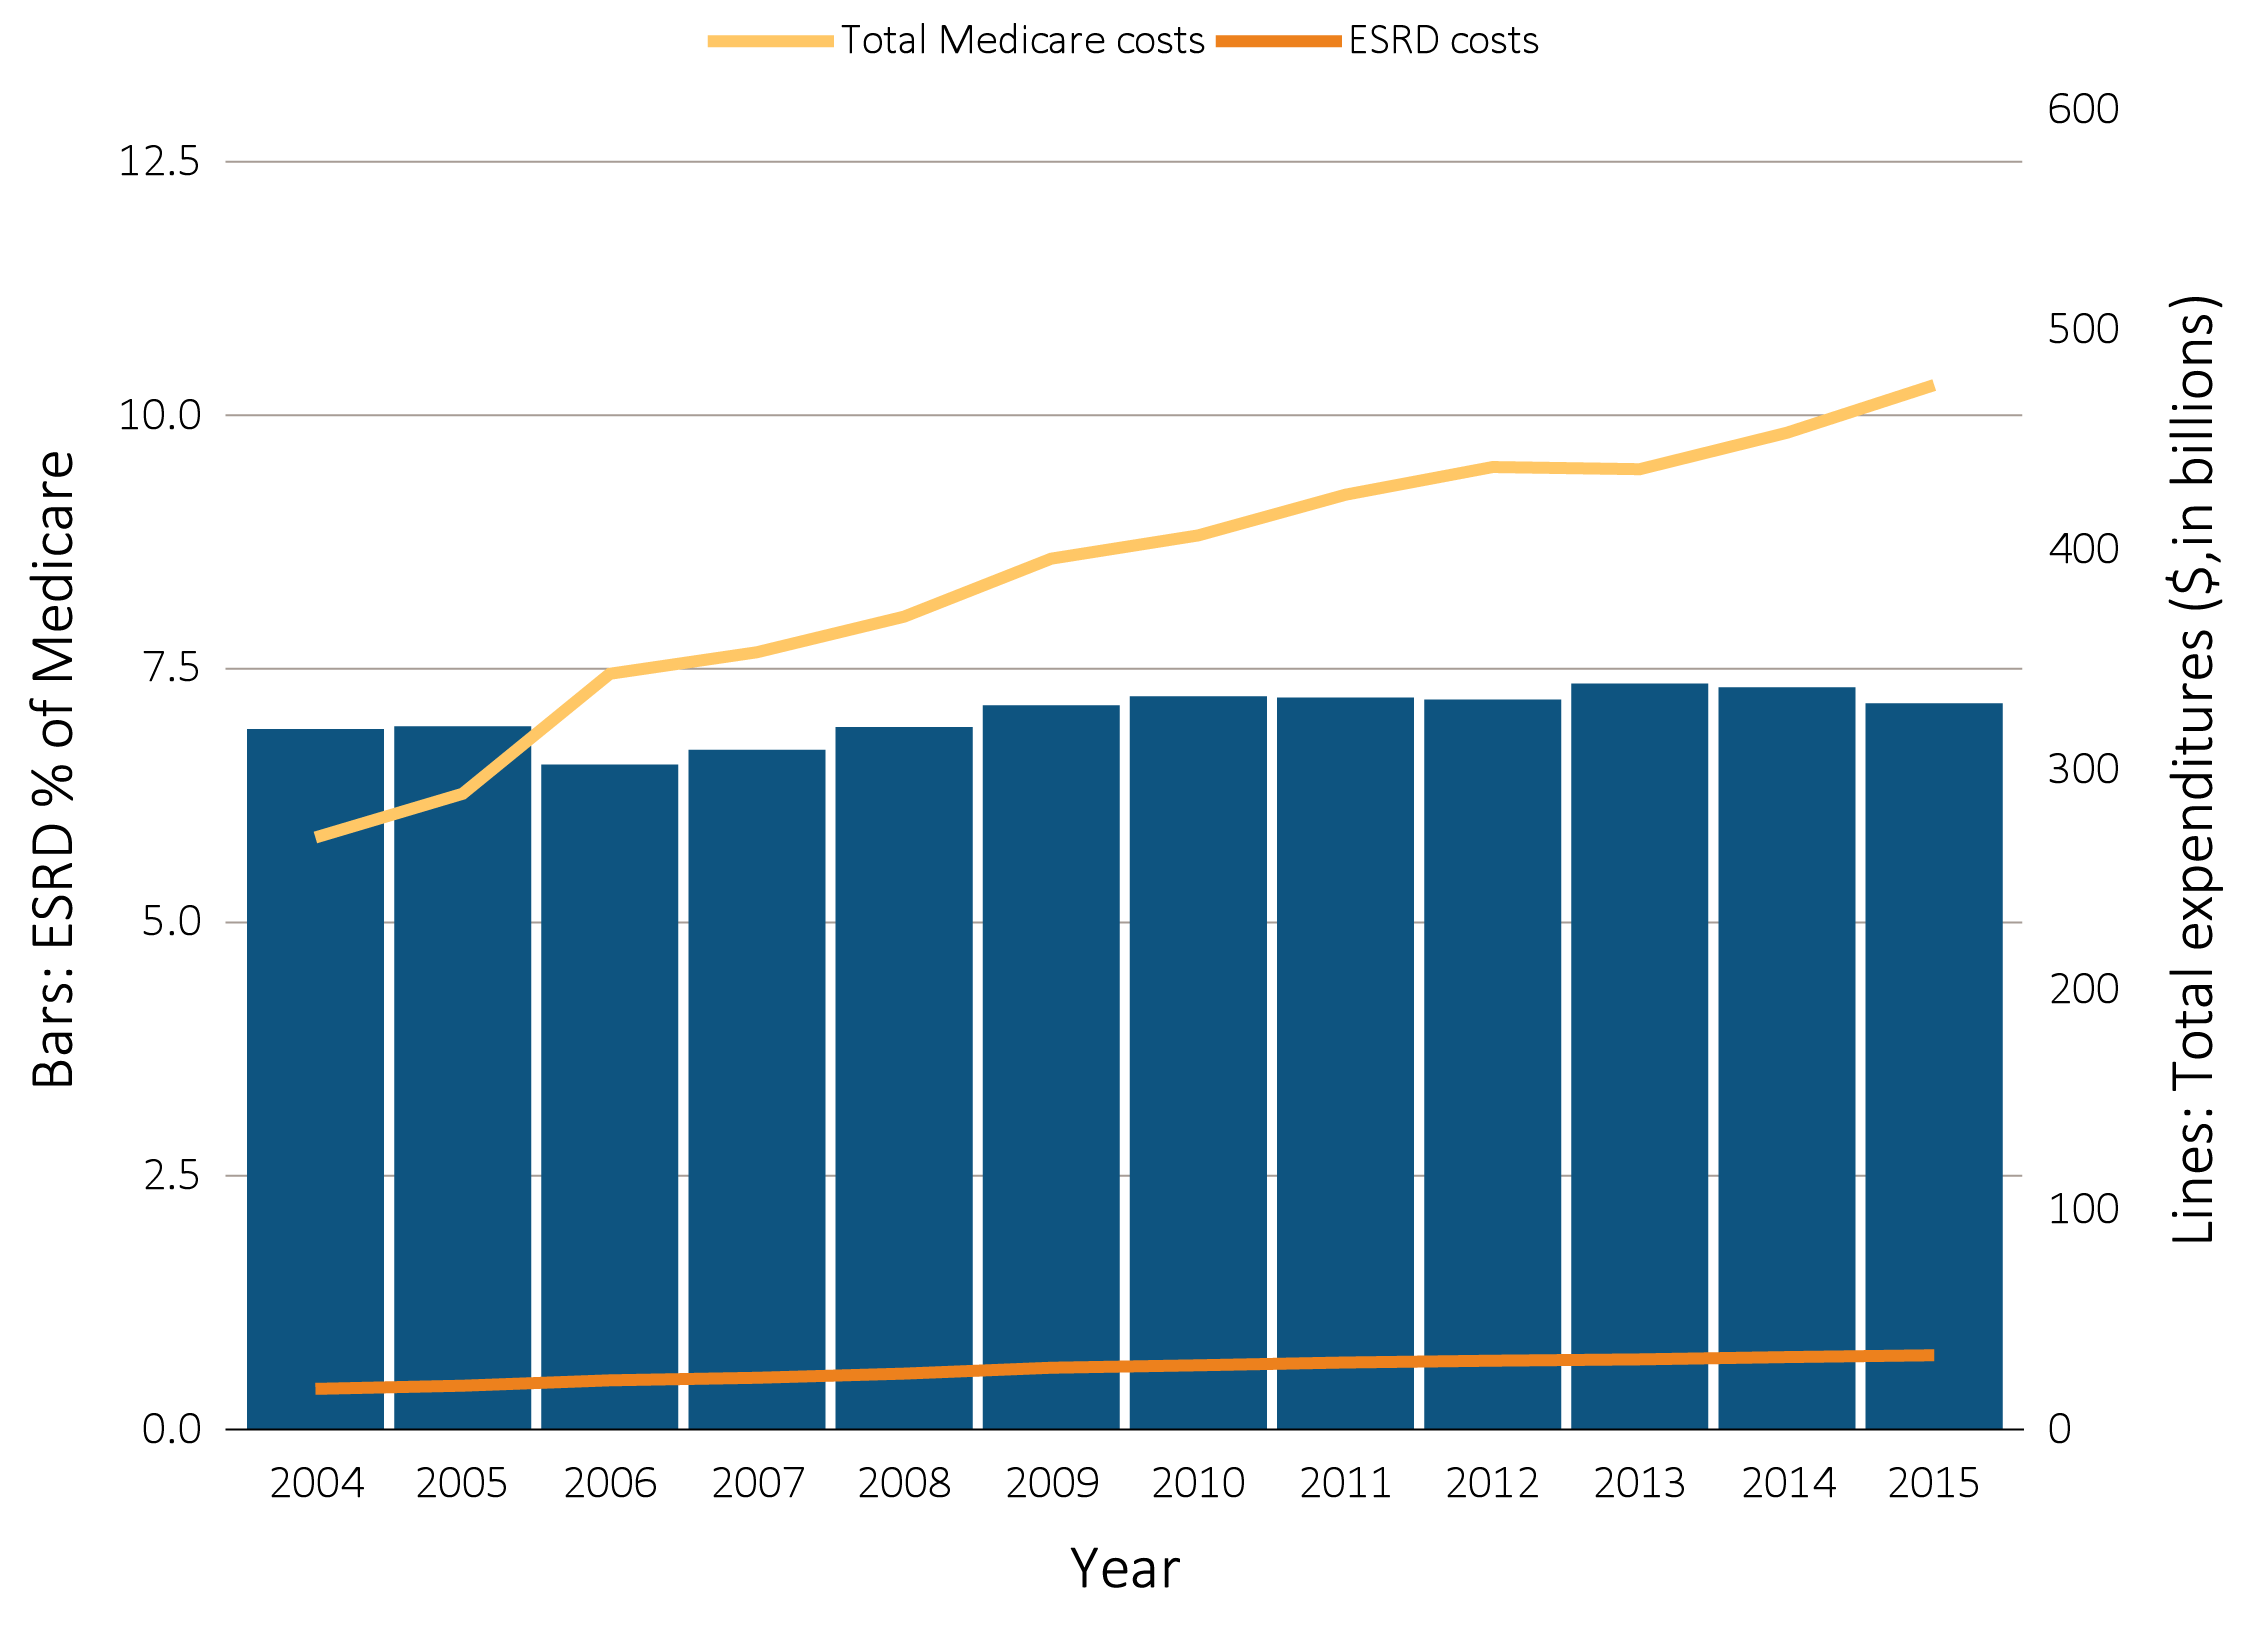 Total Medicare costs ESRD costs
Bars: ESRD % of Medicare
12.5
10.0
7.5
5.0
2.5
0.0
600
500
400
300
200
100
0
Lines: Total expenditures ($,in billions)
2004 2005 2006 2007 2008 2009 2010 2011 2012 2013 2014 2015
Year